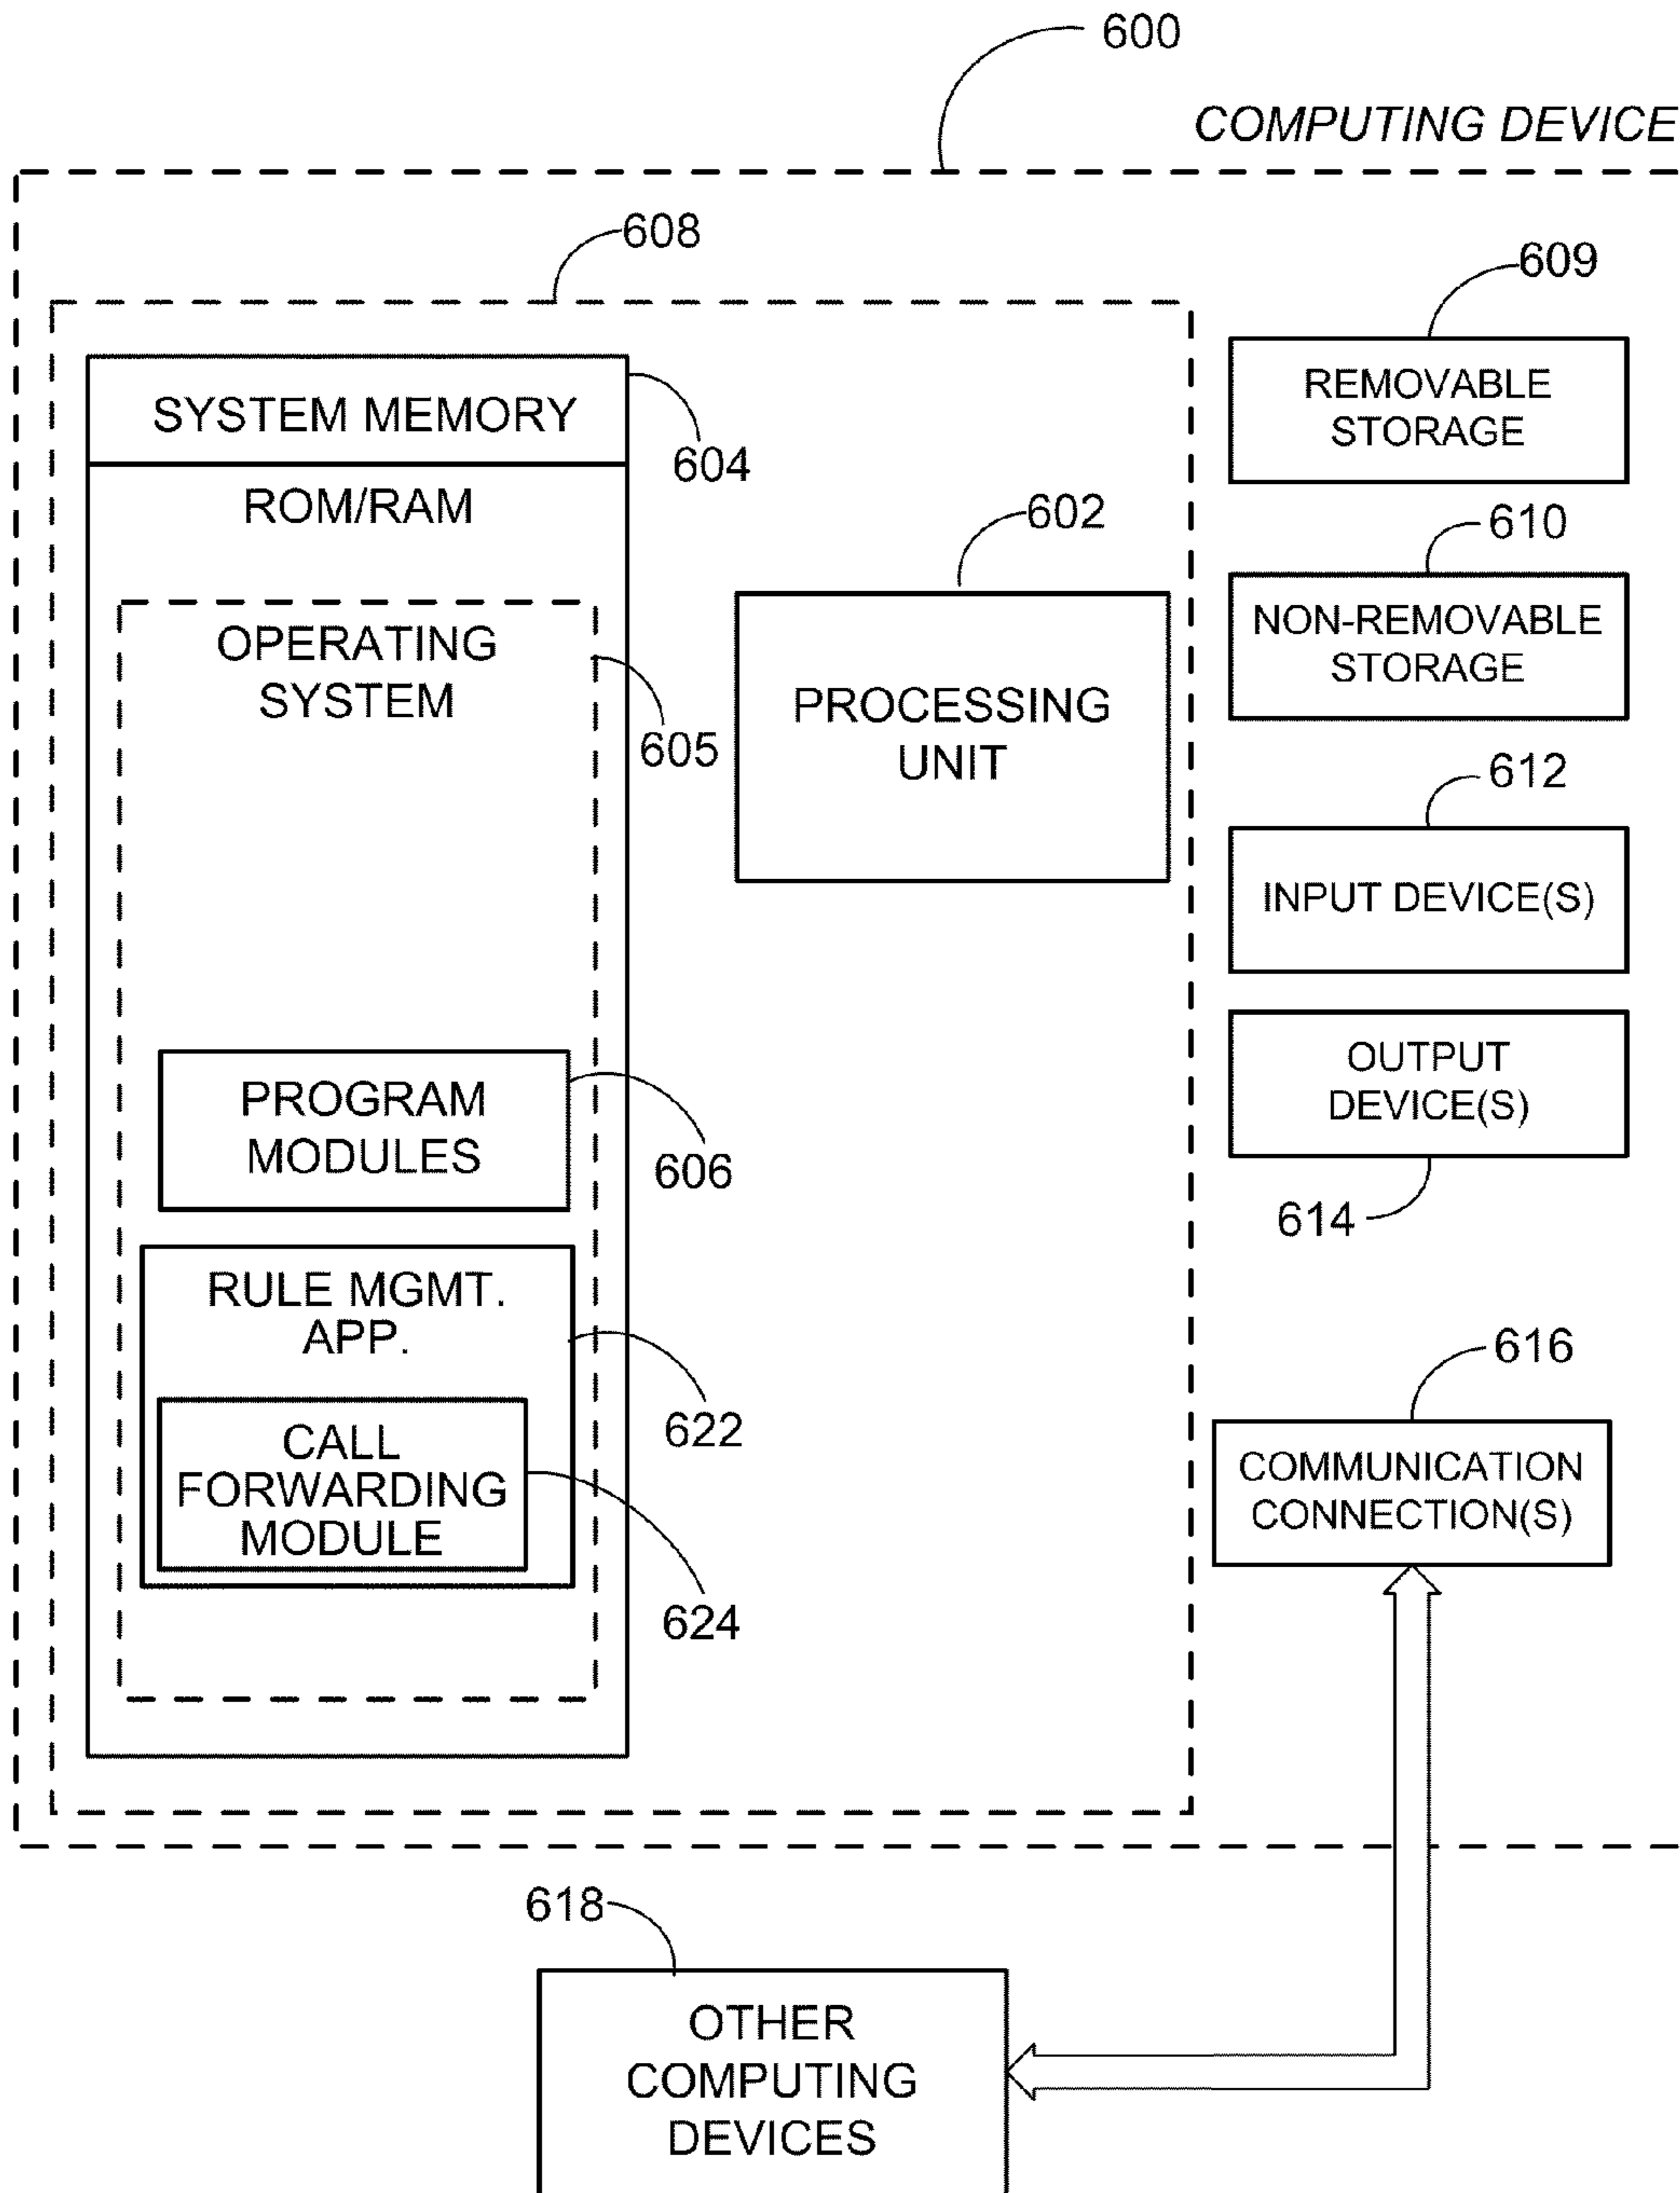 600
COMPUTING DEVICE
608
609
SYSTEM MEMORY
604
REMOVABLE
STORAGE
ROM/RAM
602
610
OPERATING
SYSTEM
605
PROCESSING
UNIT
NON-REMOVABLE
STORAGE
612
INPUT DEVICE(S)
PROGRAM
MODULES
606
OUTPUT
DEVICE(S)
614
RULE MGMT.
APP.
622
616
CALL
FORWARDING
MODULE
624
COMMUNICATION
CONNECTION(S)
618
OTHER
COMPUTING
DEVICES